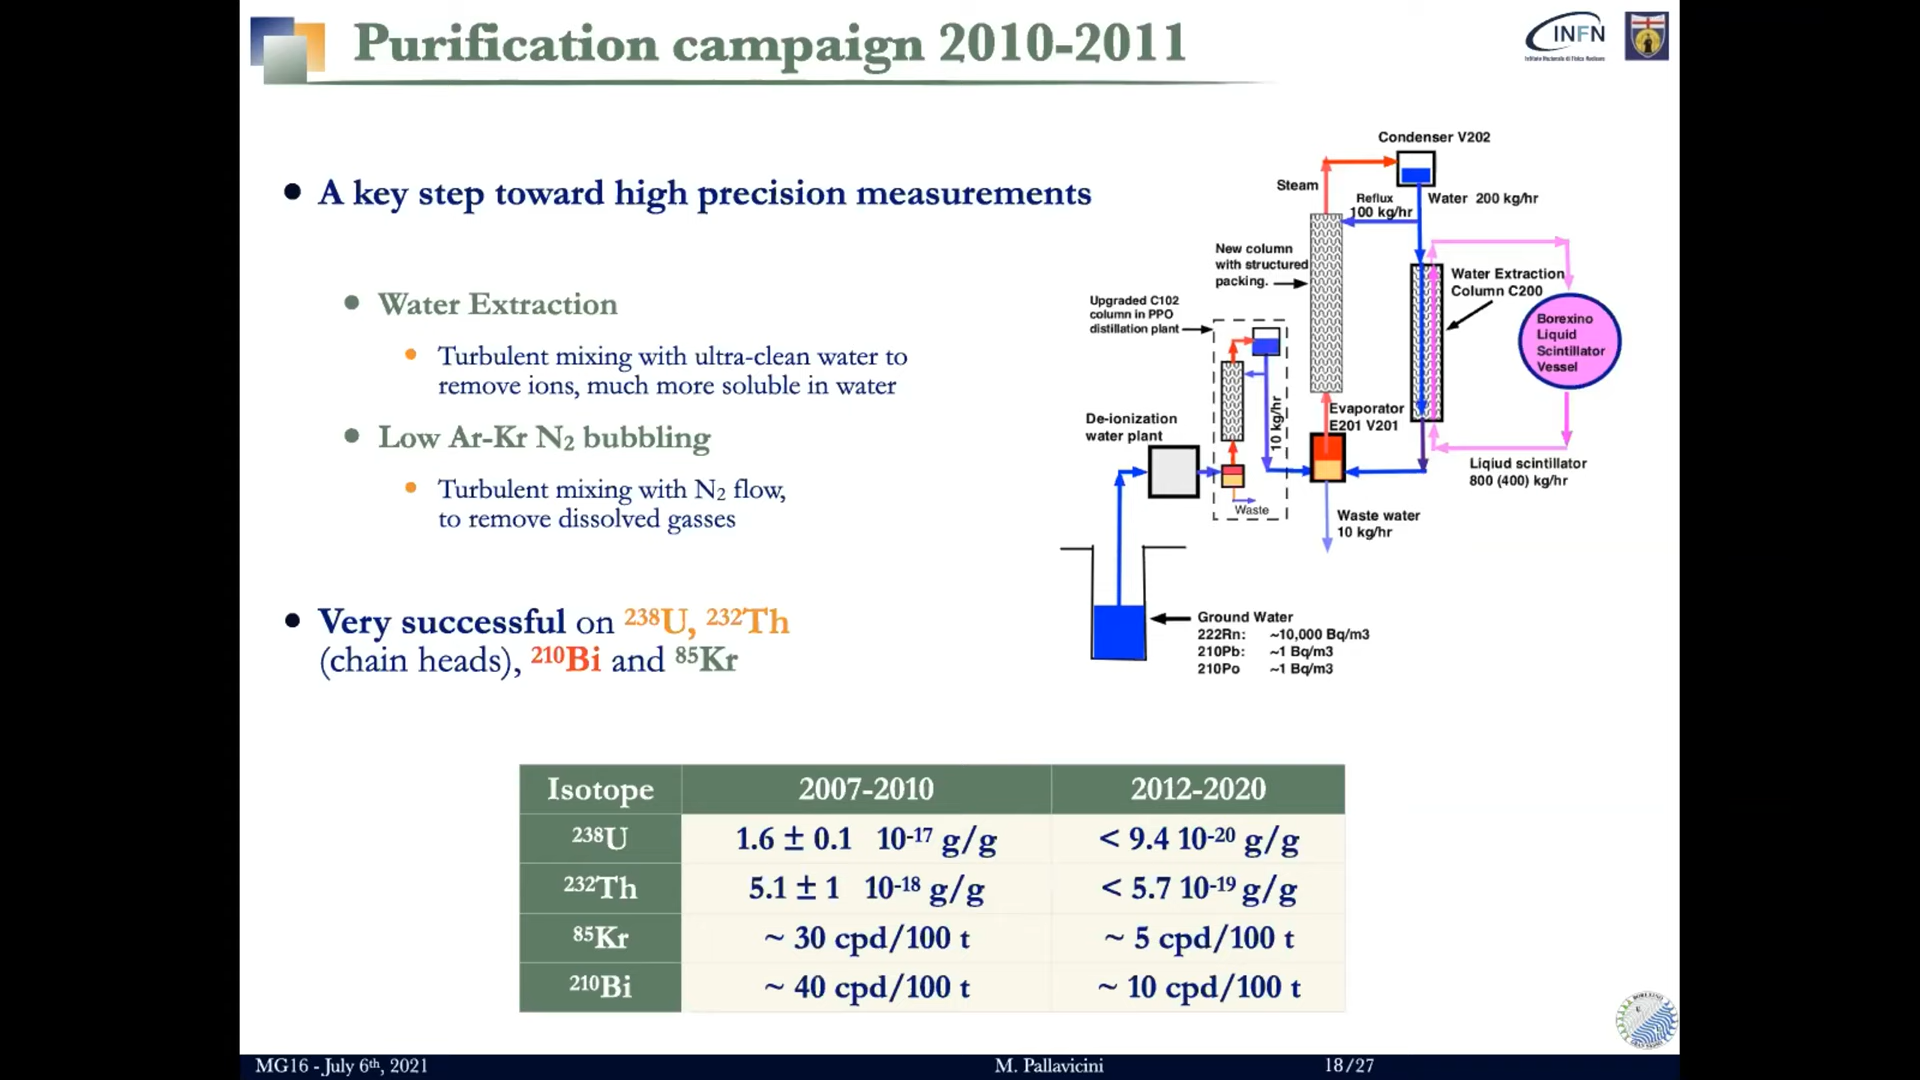 Purification campaign 2010-2011
INFN
Istituto Nazionale di Fisica Nucleare
• A key step toward high precision measurements
• Water Extraction
• Turbulent mixing with ultra-clean water to
remove ions, much more soluble in water
• Low Ar-Kr N₂ bubbling
• Turbulent mixing with N₂ flow,
to remove dissolved gasses
• Very successful on ²³⁸U, ²³²Th
(chain heads), ²¹⁰Bi and ⁸⁵Kr
Condenser V202
Steam
Reflux
100 kg/hr
Water 200 kg/hr
New column
with structured
packing.
Water Extraction
Column C200
Upgraded C102
column in PPO
distillation plant
Borexino
Liquid
Scintillator
Vessel
De-ionization
water plant
10 kg/hr
Evaporator
E201 V201
Liqiud scintillator
800 (400) kg/hr
Waste
Waste water
10 kg/hr
Ground Water
222Rn: ~10,000 Bq/m3
210Pb: ~1 Bq/m3
210Po ~1 Bq/m3
Isotope 2007-2010 2012-2020
²³⁸U 1.6 ± 0.1 10⁻¹⁷ g/g < 9.4 10⁻²⁰ g/g
²³²Th 5.1 ± 1 10⁻¹⁸ g/g < 5.7 10⁻¹⁹ g/g
⁸⁵Kr ~ 30 cpd/100 t ~ 5 cpd/100 t
²¹⁰Bi ~ 40 cpd/100 t ~ 10 cpd/100 t
MG16 - July 6ᵗʰ, 2021 M. Pallavicini 18/27